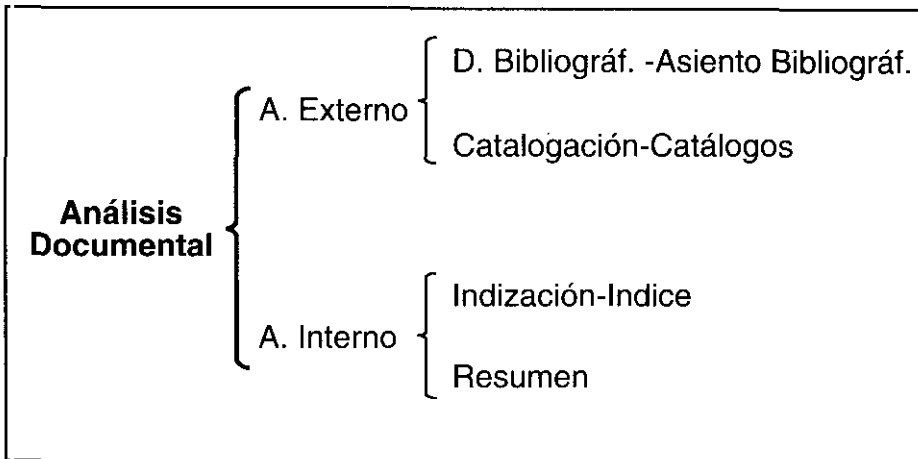 D. Bibliográf. -Asiento Bibliográf.
A. Externo
Catalogación-Catálogos
Análisis
Documental
Indización-Indice
A. Interno
Resumen